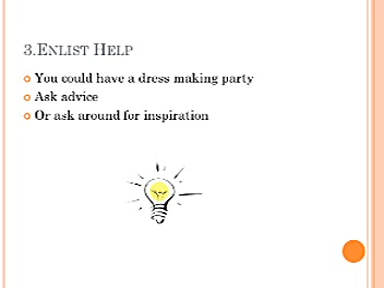 3.Enlist Help
You could have a dress making party
Ask advice
Or ask around for inspiration